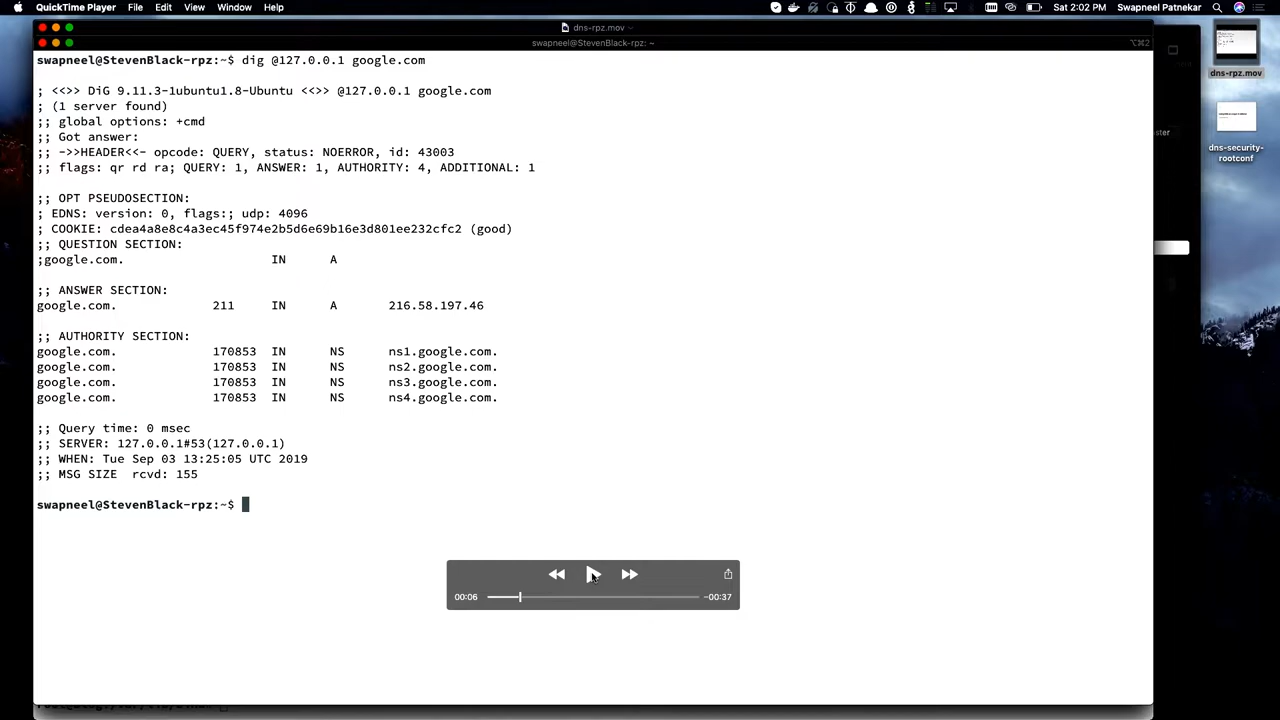 QuickTime Player File Edit View Window Help 100% Sat 2:02 PM Swapneel Patnekar
dns-rpz.mov
swapneel@StevenBlack-rpz: ~ ⌥⌘2
swapneel@StevenBlack-rpz:~$ dig @127.0.0.1 google.com
; <<>> DiG 9.11.3-1ubuntu1.8-Ubuntu <<>> @127.0.0.1 google.com
; (1 server found)
;; global options: +cmd
;; Got answer:
;; ->>HEADER<<- opcode: QUERY, status: NOERROR, id: 43003
;; flags: qr rd ra; QUERY: 1, ANSWER: 1, AUTHORITY: 4, ADDITIONAL: 1
;; OPT PSEUDOSECTION:
; EDNS: version: 0, flags:; udp: 4096
; COOKIE: cdea4a8e8c4a3ec45f974e2b5d6e69b16e3d801ee232cfc2 (good)
;; QUESTION SECTION:
;google.com. IN A
;; ANSWER SECTION:
google.com. 211 IN A 216.58.197.46
;; AUTHORITY SECTION:
google.com. 170853 IN NS ns1.google.com.
google.com. 170853 IN NS ns2.google.com.
google.com. 170853 IN NS ns3.google.com.
google.com. 170853 IN NS ns4.google.com.
;; Query time: 0 msec
;; SERVER: 127.0.0.1#53(127.0.0.1)
;; WHEN: Tue Sep 03 13:25:05 UTC 2019
;; MSG SIZE rcvd: 155
swapneel@StevenBlack-rpz:~$
00:06 -00:37
dns-rpz.mov
dns-security-
rootconf